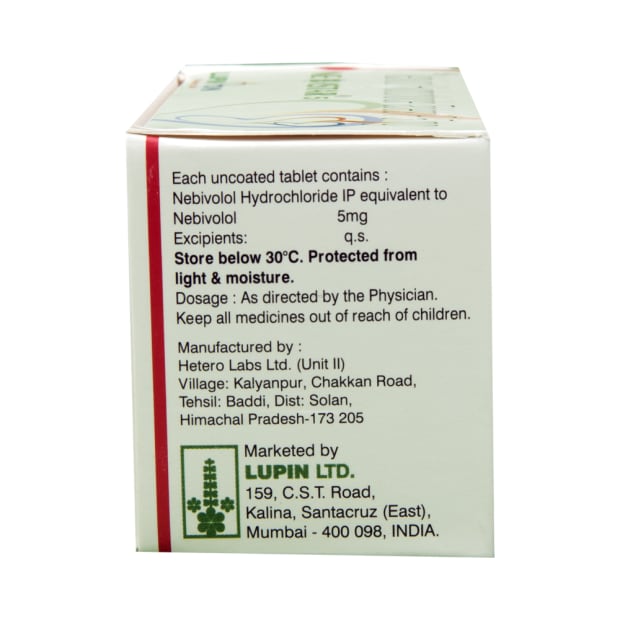 Each uncoated tablet contains :
Nebivolol Hydrochloride IP equivalent to
Nebivolol 5mg
Excipients: q.s.
Store below 30°C. Protected from
light & moisture.
Dosage : As directed by the Physician.
Keep all medicines out of reach of children.
Manufactured by :
Hetero Labs Ltd. (Unit II)
Village: Kalyanpur, Chakkan Road,
Tehsil: Baddi, Dist: Solan,
Himachal Pradesh-173 205
Marketed by
LUPIN LTD.
159, C.S.T. Road,
Kalina, Santacruz (East),
Mumbai - 400 098, INDIA.